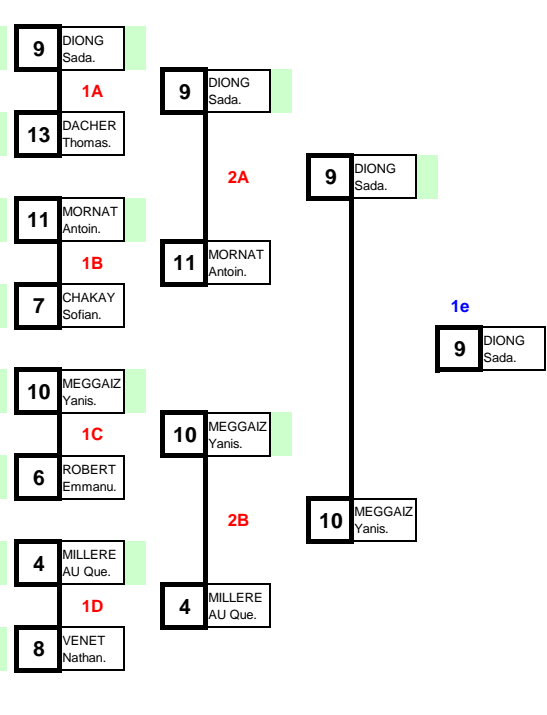 9
DIONG
Sada.
1A
13
DACHER
Thomas.
11
MORNAT
Antoin.
1B
7
CHAKAY
Sofian.
10
MEGGAIZ
Yanis.
1C
6
ROBERT
Emmanu.
4
MILLERE
AU Que.
1D
8
VENET
Nathan.
9
DIONG
Sada.
2A
11
MORNAT
Antoin.
10
MEGGAIZ
Yanis.
2B
4
MILLERE
AU Que.
9
DIONG
Sada.
10
MEGGAIZ
Yanis.
1e
9
DIONG
Sada.